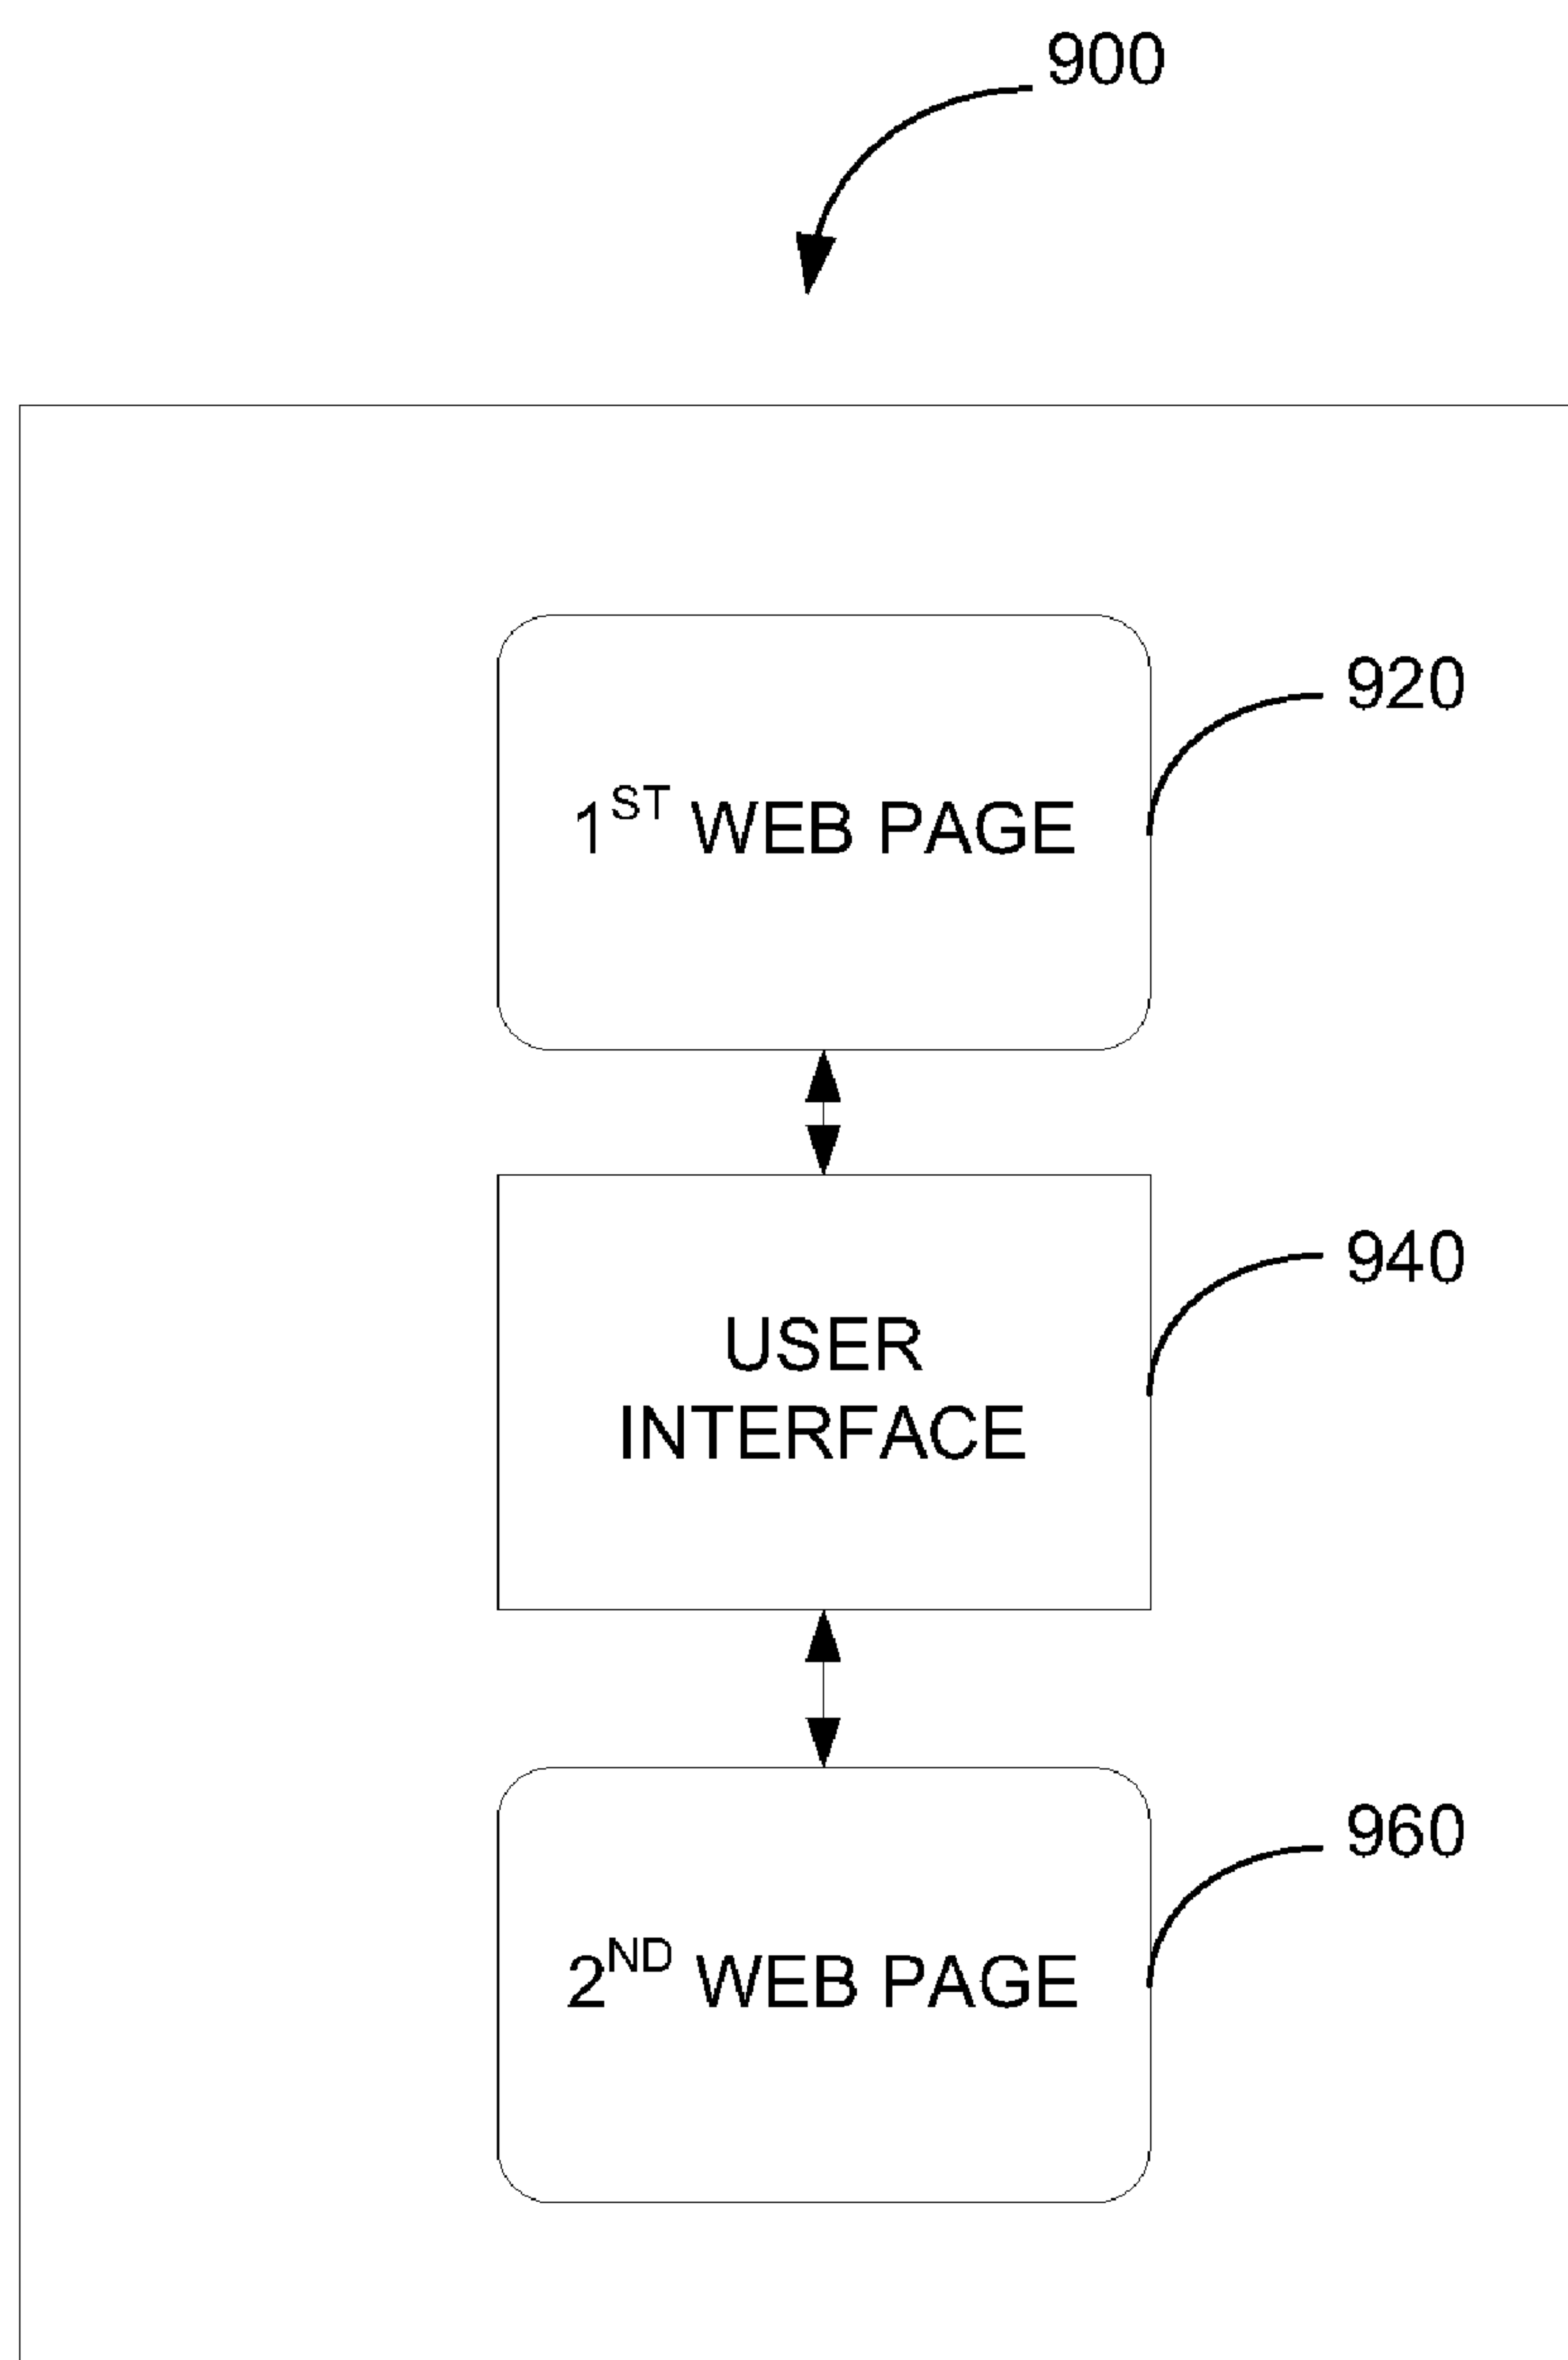 900
920
1ST WEB PAGE
940
USER
INTERFACE
960
2ND WEB PAGE